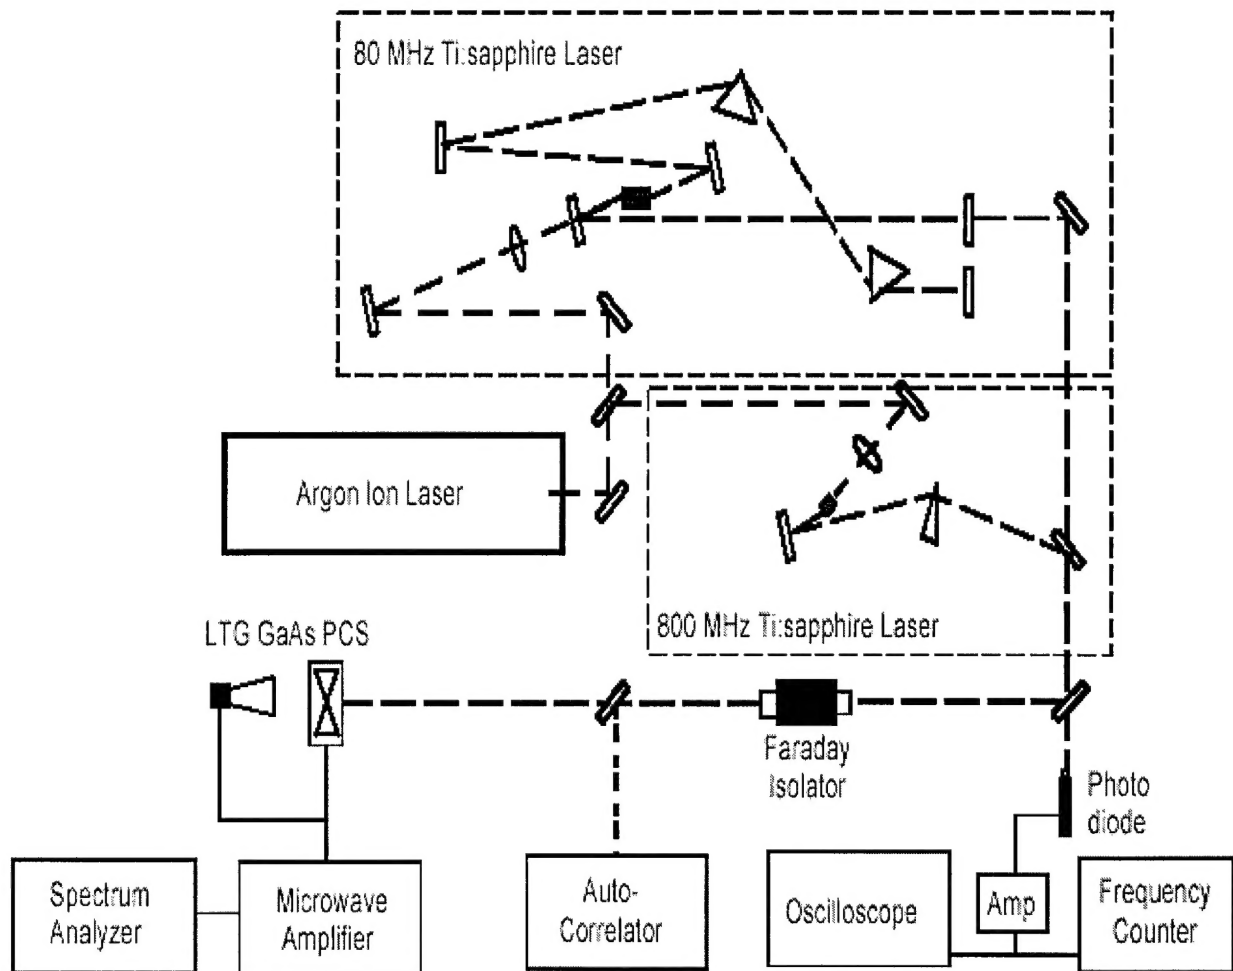 80 MHz Ti:sapphire Laser
Argon Ion Laser
800 MHz Ti:sapphire Laser
LTG GaAs PCS
Faraday
Isolator
Photo
diode
Spectrum
Analyzer
Microwave
Amplifier
Auto-
Correlator
Oscilloscope
Amp
Frequency
Counter